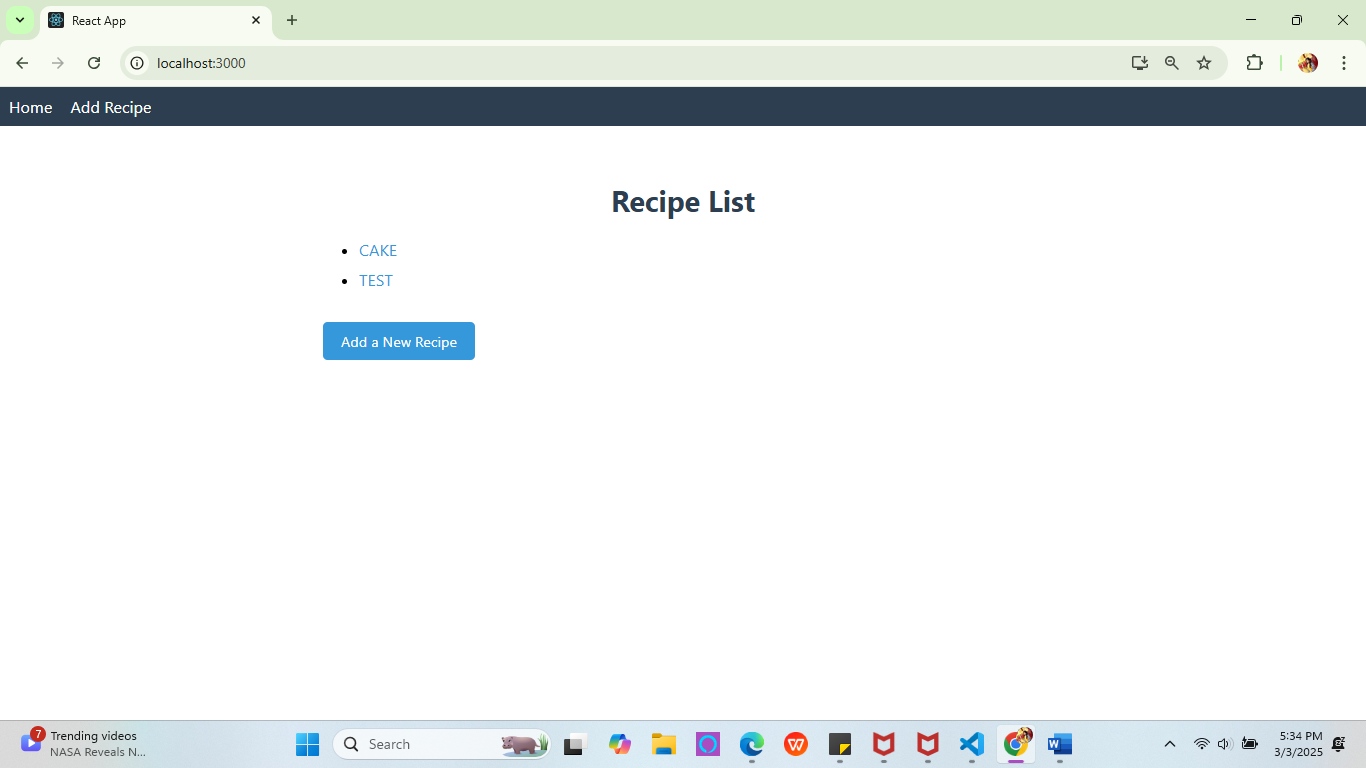 React App
localhost:3000
Home Add Recipe
Recipe List
CAKE
TEST
Add a New Recipe
7
Trending videos
NASA Reveals N...
Search
W
W
5:34 PM
3/3/2025